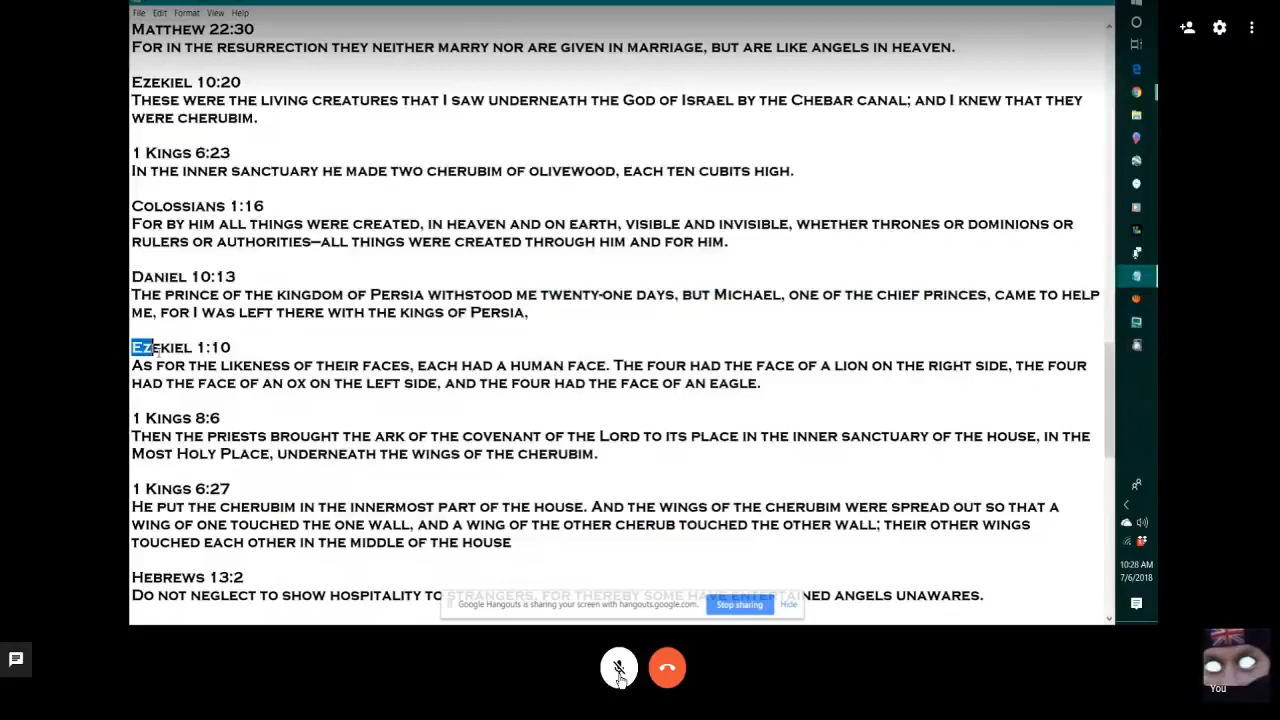 File Edit Format View Help
Matthew 22:30
For in the resurrection they neither marry nor are given in marriage, but are like angels in heaven.
Ezekiel 10:20
These were the living creatures that I saw underneath the God of Israel by the Chebar canal; and I knew that they
were cherubim.
1 Kings 6:23
In the inner sanctuary he made two cherubim of olivewood, each ten cubits high.
Colossians 1:16
For by him all things were created, in heaven and on earth, visible and invisible, whether thrones or dominions or
rulers or authorities—all things were created through him and for him.
Daniel 10:13
The prince of the kingdom of Persia withstood me twenty-one days, but Michael, one of the chief princes, came to help
me, for I was left there with the kings of Persia,
Ezekiel 1:10
As for the likeness of their faces, each had a human face. The four had the face of a lion on the right side, the four
had the face of an ox on the left side, and the four had the face of an eagle.
1 Kings 8:6
Then the priests brought the ark of the covenant of the Lord to its place in the inner sanctuary of the house, in the
Most Holy Place, underneath the wings of the cherubim.
1 Kings 6:27
He put the cherubim in the innermost part of the house. And the wings of the cherubim were spread out so that a
wing of one touched the one wall, and a wing of the other cherub touched the other wall; their other wings
touched each other in the middle of the house
Hebrews 13:2
Do not neglect to show hospitality to strangers, for thereby some have entertained angels unawares.
Google Hangouts is sharing your screen with hangouts.google.com. Stop sharing Hide
10:28 AM
7/6/2018
You